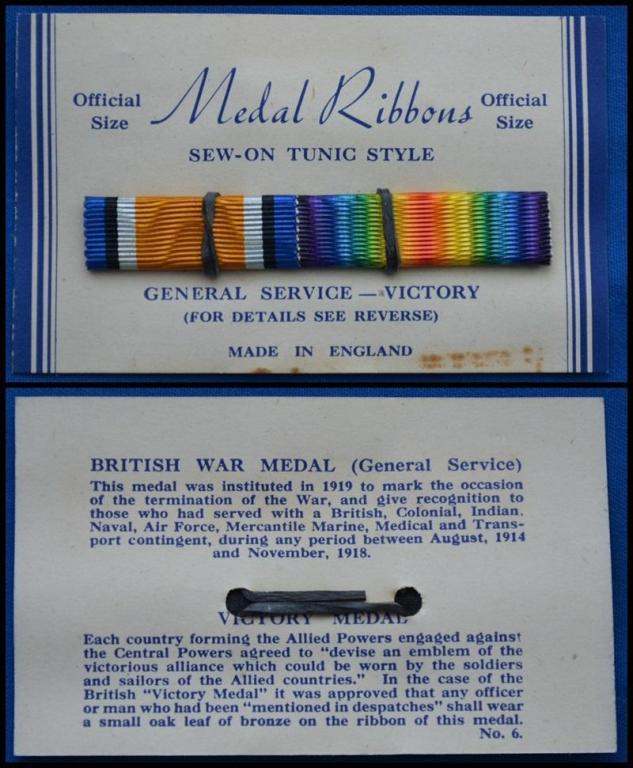 Official Size
Medal Ribbons
Official Size
SEW-ON TUNIC STYLE
GENERAL SERVICE — VICTORY
(FOR DETAILS SEE REVERSE)
MADE IN ENGLAND
BRITISH WAR MEDAL (General Service)
This medal was instituted in 1919 to mark the occasion
of the termination of the War, and give recognition to
those who had served with a British, Colonial, Indian,
Naval, Air Force, Mercantile Marine, Medical and Trans-
port contingent, during any period between August, 1914
and November, 1918.
VICTORY MEDAL
Each country forming the Allied Powers engaged against
the Central Powers agreed to “devise an emblem of the
victorious alliance which could be worn by the soldiers
and sailors of the Allied countries.” In the case of the
British “Victory Medal” it was approved that any officer
or man who had been “mentioned in despatches” shall wear
a small oak leaf of bronze on the ribbon of this medal.
No. 6.